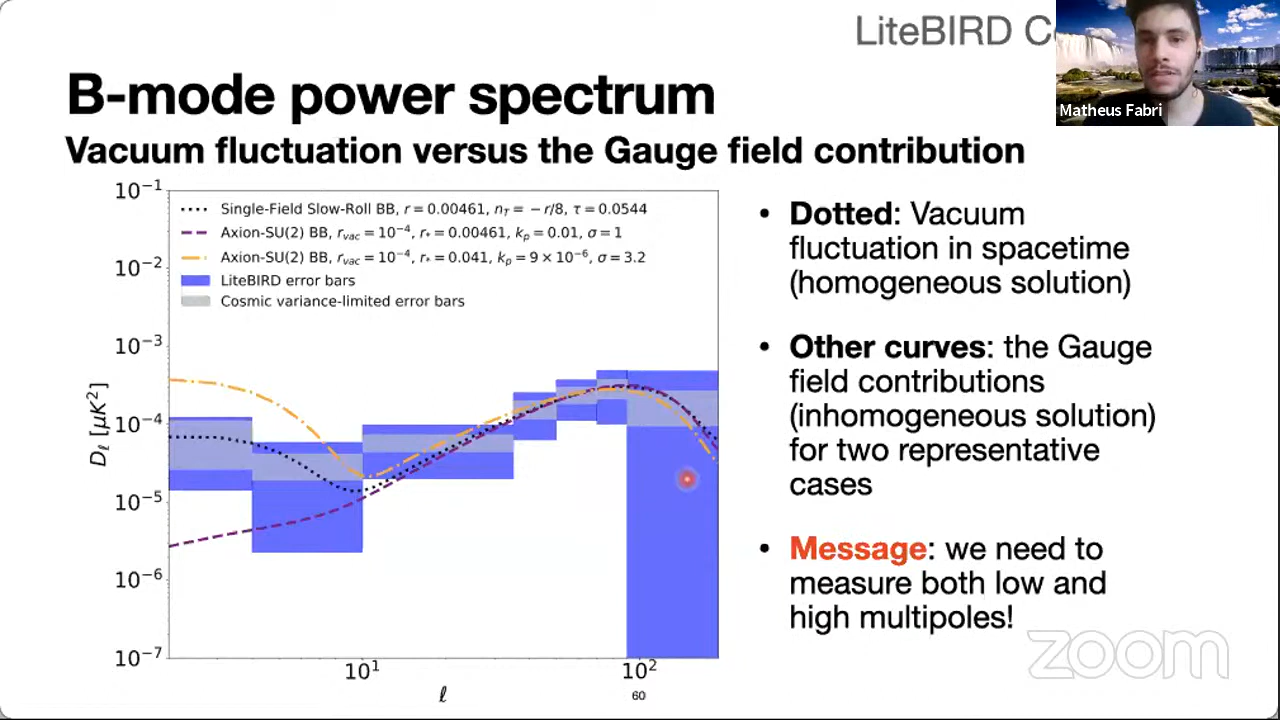 LiteBIRD C
B-mode power spectrum
Matheus Fabri
Vacuum fluctuation versus the Gauge field contribution
10⁻¹
10⁻²
10⁻³
10⁻⁴
10⁻⁵
10⁻⁶
10⁻⁷
D_ℓ [μK²]
Single-Field Slow-Roll BB, r = 0.00461, n_T = − r/8, τ = 0.0544
Axion-SU(2) BB, r_vac = 10⁻⁴, r_* = 0.00461, k_p = 0.01, σ = 1
Axion-SU(2) BB, r_vac = 10⁻⁴, r_* = 0.041, k_p = 9 × 10⁻⁶, σ = 3.2
LiteBIRD error bars
Cosmic variance-limited error bars
10¹
10²
ℓ
60
• Dotted: Vacuum
fluctuation in spacetime
(homogeneous solution)
• Other curves: the Gauge
field contributions
(inhomogeneous solution)
for two representative
cases
• Message: we need to
measure both low and
high multipoles!
zoom